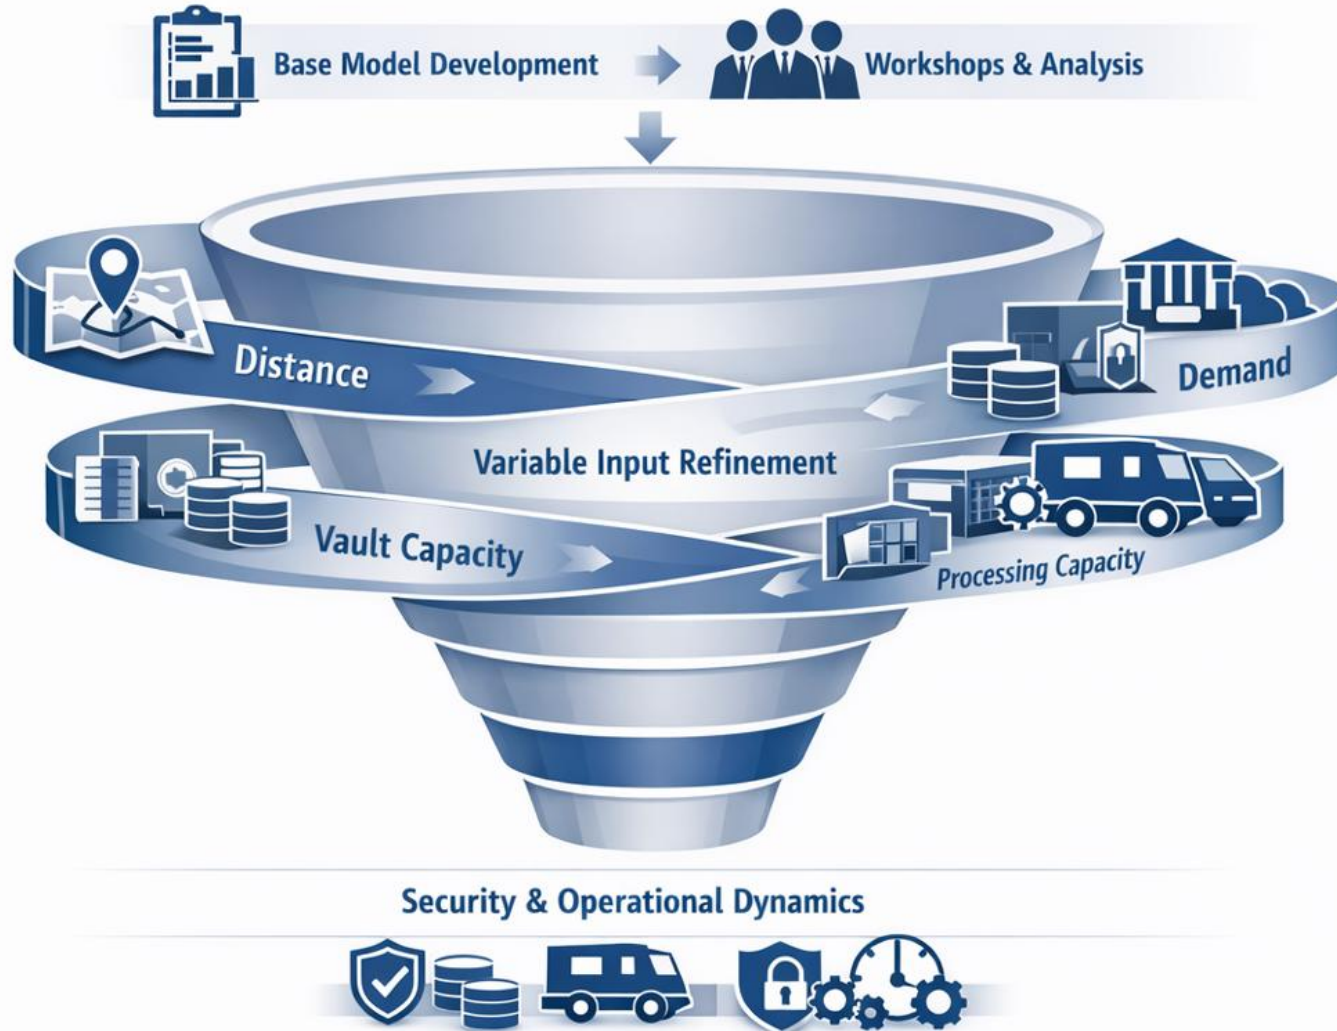 Base Model Development
Workshops & Analysis
Distance
Demand
Variable Input Refinement
Vault Capacity
Processing Capacity
Security & Operational Dynamics